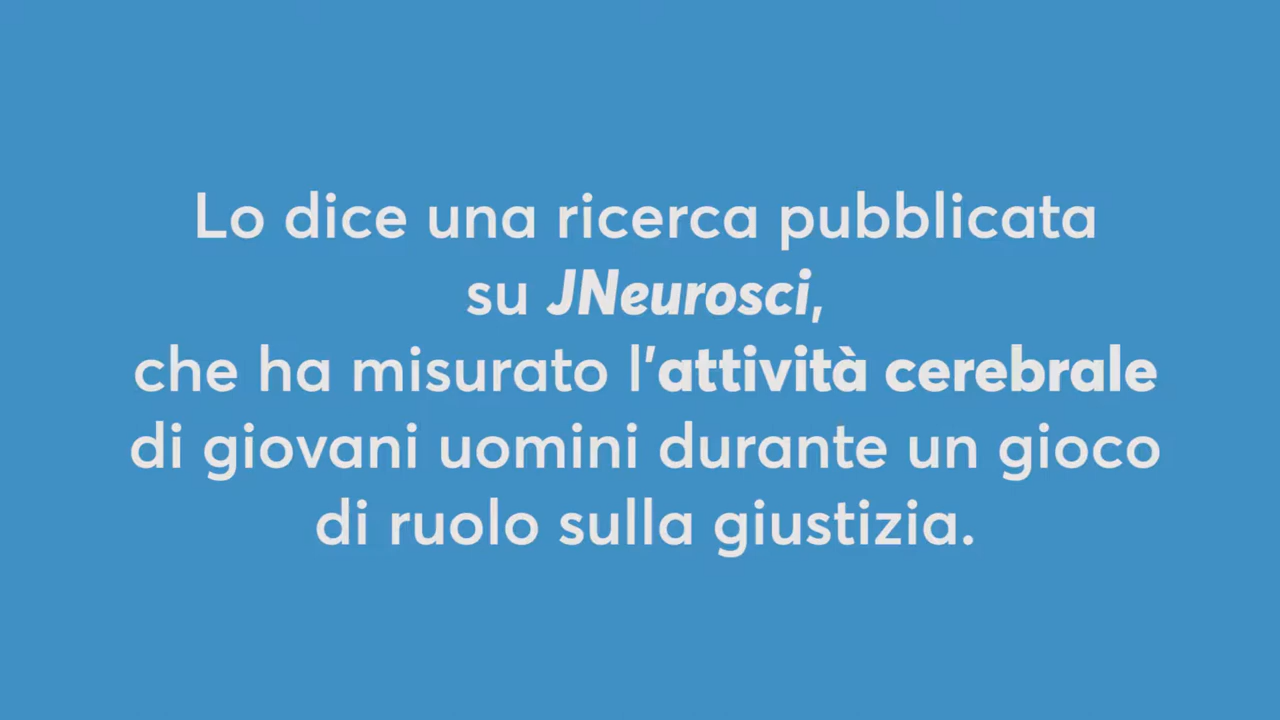 Lo dice una ricerca pubblicata
su JNeurosci,
che ha misurato l'attività cerebrale
di giovani uomini durante un gioco
di ruolo sulla giustizia.